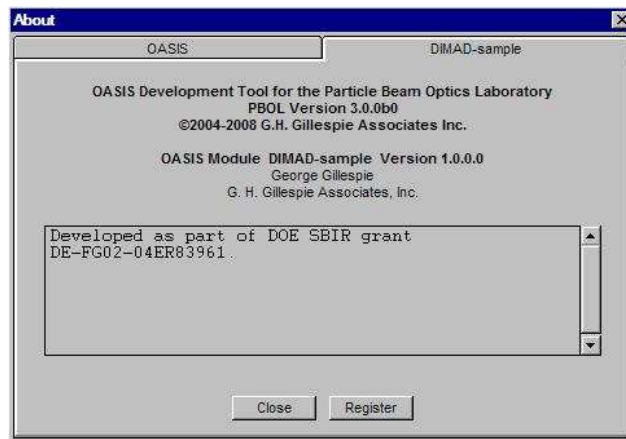 About
OASIS
DIMAD-sample
OASIS Development Tool for the Particle Beam Optics Laboratory
PBOL Version 3.0.0b0
©2004-2008 G.H. Gillespie Associates Inc.
OASIS Module DIMAD-sample Version 1.0.0.0
George Gillespie
G. H. Gillespie Associates, Inc.
Developed as part of DOE SBIR grant
DE-FG02-04ER83961.
Close
Register